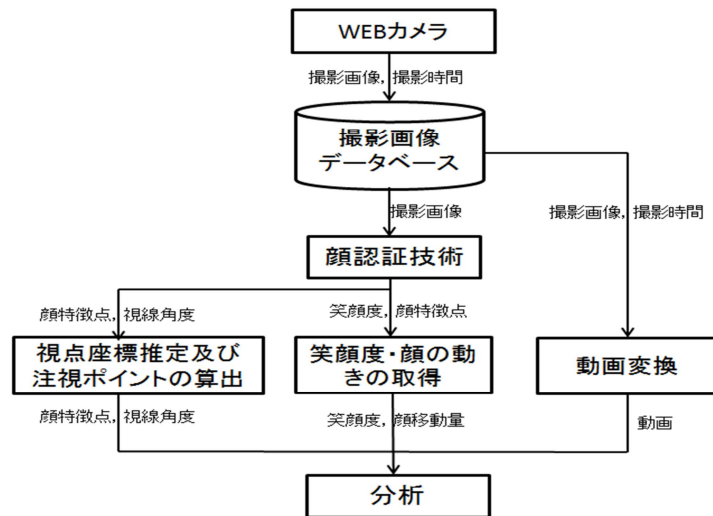 WEBカメラ
撮影画像, 撮影時間
撮影画像
データベース
撮影画像
撮影画像, 撮影時間
顔認証技術
顔特徴点, 視線角度
笑顔度, 顔特徴点
視点座標推定及び
注視ポイントの算出
笑顔度・顔の動
きの取得
動画変換
顔特徴点, 視線角度
笑顔度, 顔移動量
動画
分析